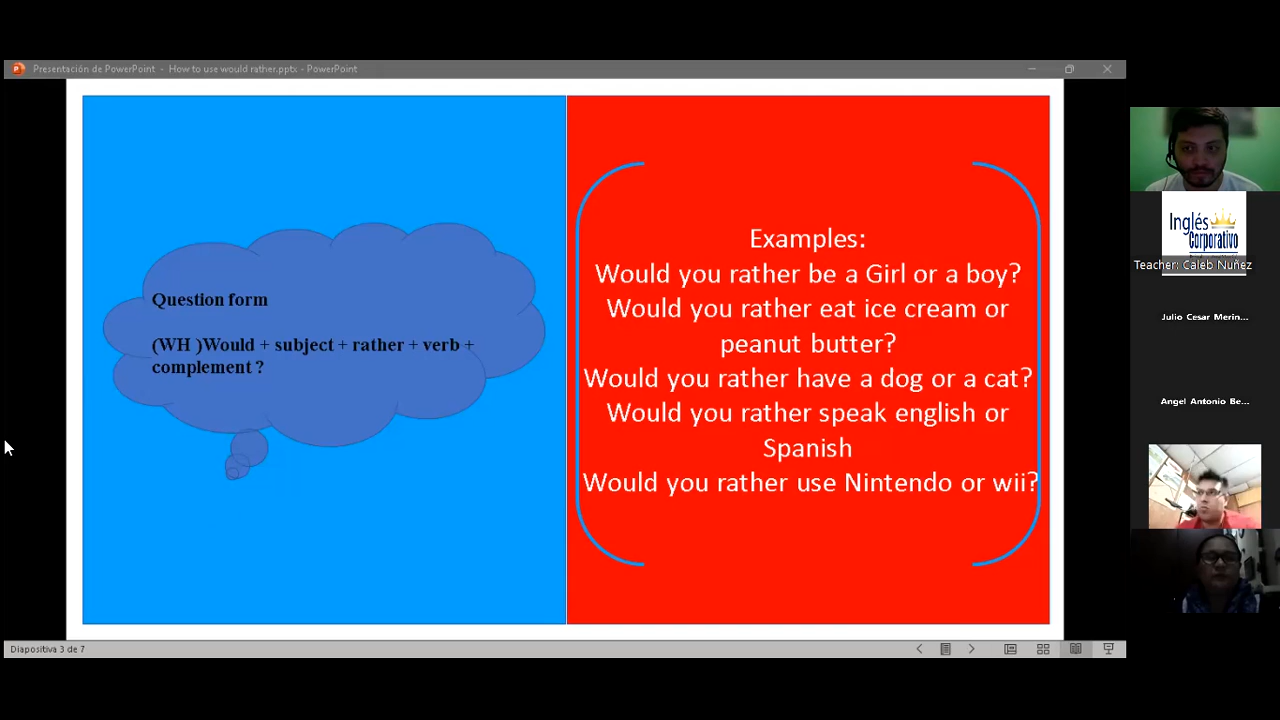 Presentación de PowerPoint - How to use would rather.pptx - PowerPoint
Question form
(WH )Would + subject + rather + verb +
complement ?
Examples:
Would you rather be a Girl or a boy?
Would you rather eat ice cream or
peanut butter?
Would you rather have a dog or a cat?
Would you rather speak english or
Spanish
Would you rather use Nintendo or wii?
Inglés
Corporativo
Teacher: Caleb Nuñez
Julio Cesar Merin...
Angel Antonio Be...
Diapositiva 3 de 7